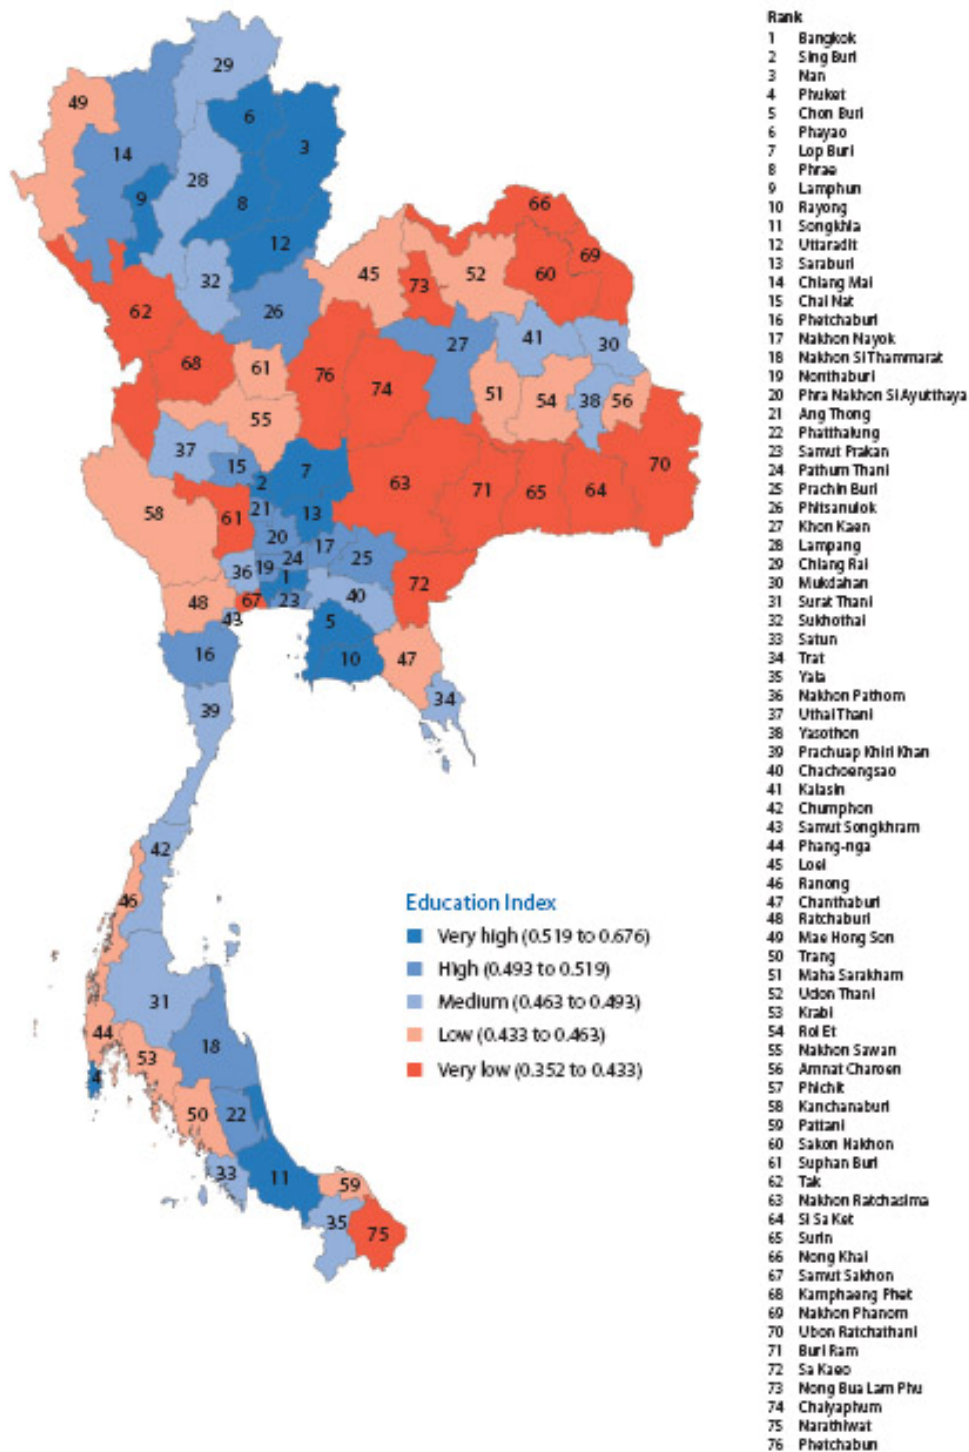 Rank
1 Bangkok
2 Sing Buri
3 Nan
4 Phuket
5 Chon Buri
6 Phayao
7 Lop Buri
8 Phrae
9 Lamphun
10 Rayong
11 Songkhla
12 Uttaradit
13 Saraburi
14 Chiang Mai
15 Chai Nat
16 Phetchaburi
17 Nakhon Nayok
18 Nakhon Si Thammarat
19 Nonthaburi
20 Phra Nakhon Si Ayutthaya
21 Ang Thong
22 Phatthalung
23 Samut Prakan
24 Pathum Thani
25 Prachin Buri
26 Phitsanulok
27 Khon Kaen
28 Lampang
29 Chiang Rai
30 Mukdahan
31 Surat Thani
32 Sukhothai
33 Satun
34 Trat
35 Yala
36 Nakhon Pathom
37 Uthai Thani
38 Yasothon
39 Prachuap Khiri Khan
40 Chachoengsao
41 Kalasin
42 Chumphon
43 Samut Songkhram
44 Phang-nga
45 Loei
46 Ranong
47 Chanthaburi
48 Ratchaburi
49 Mae Hong Son
50 Trang
51 Maha Sarakham
52 Udon Thani
53 Krabi
54 Roi Et
55 Nakhon Sawan
56 Amnat Charoen
57 Phichit
58 Kanchanaburi
59 Pattani
60 Sakon Nakhon
61 Suphan Buri
62 Tak
63 Nakhon Ratchasima
64 Si Sa Ket
65 Surin
66 Nong Khai
67 Samut Sakhon
68 Kamphaeng Phet
69 Nakhon Phanom
70 Ubon Ratchathani
71 Buri Ram
72 Sa Kaeo
73 Nong Bua Lam Phu
74 Chaiyaphum
75 Narathiwat
76 Phetchabun
29
49
6
14
3
28
9
8
12
66
69
45
52
60
73
32
62
26
41
27
30
68
61
76
74
51
54
38
56
55
37
15
7
70
2
63
71
65
64
58
61
21
13
20
17
24
25
36
19
1
72
48
67
23
40
43
5
16
10
47
34
39
42
46
31
44
18
53
4
50
22
33
11
59
35
75
Education Index
Very high (0.519 to 0.676)
High (0.493 to 0.519)
Medium (0.463 to 0.493)
Low (0.433 to 0.463)
Very low (0.352 to 0.433)